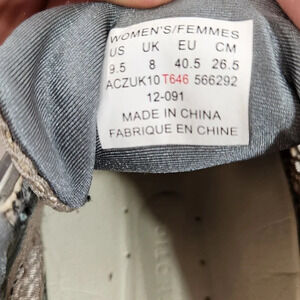 WOMEN'S/FEMMES
US UK EU CM
9.5 8 40.5 26.5
ACZUK10 T646 566292
12-091
MADE IN CHINA
FABRIQUE EN CHINE